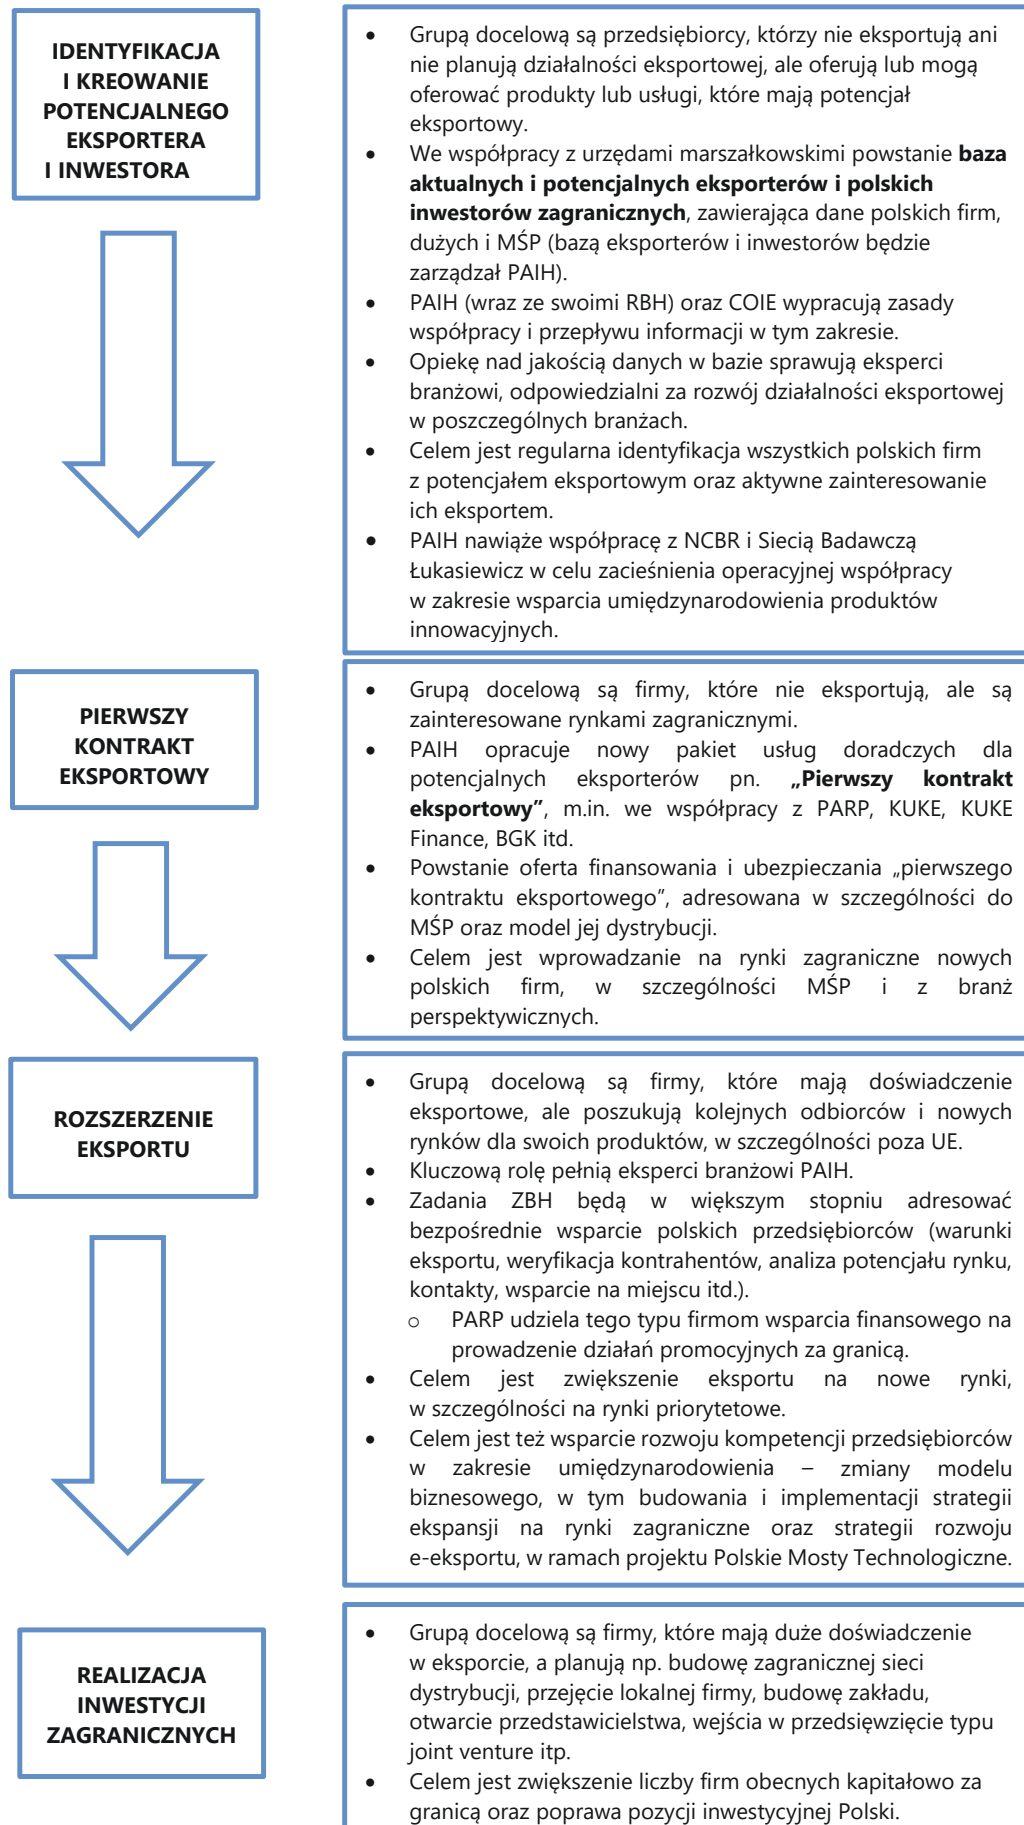 IDENTYFIKACJA
I KREOWANIE
POTENCJALNEGO
EKSPORTERA
I INWESTORA
• Grupą docelową są przedsiębiorcy, którzy nie eksportują ani
nie planują działalności eksportowej, ale oferują lub mogą
oferować produkty lub usługi, które mają potencjał
eksportowy.
• We współpracy z urzędami marszałkowskimi powstanie baza
aktualnych i potencjalnych eksporterów i polskich
inwestorów zagranicznych, zawierająca dane polskich firm,
dużych i MŚP (bazą eksporterów i inwestorów będzie
zarządzał PAIH).
• PAIH (wraz ze swoimi RBH) oraz COIE wypracują zasady
współpracy i przepływu informacji w tym zakresie.
• Opiekę nad jakością danych w bazie sprawują eksperci
branżowi, odpowiedzialni za rozwój działalności eksportowej
w poszczególnych branżach.
• Celem jest regularna identyfikacja wszystkich polskich firm
z potencjałem eksportowym oraz aktywne zainteresowanie
ich eksportem.
• PAIH nawiąże współpracę z NCBR i Siecią Badawczą
Łukasiewicz w celu zacieśnienia operacyjnej współpracy
w zakresie wsparcia umiędzynarodowienia produktów
innowacyjnych.
PIERWSZY
KONTRAKT
EKSPORTOWY
• Grupą docelową są firmy, które nie eksportują, ale są
zainteresowane rynkami zagranicznymi.
• PAIH opracuje nowy pakiet usług doradczych dla
potencjalnych eksporterów pn. „Pierwszy kontrakt
eksportowy”, m.in. we współpracy z PARP, KUKE, KUKE
Finance, BGK itd.
• Powstanie oferta finansowania i ubezpieczania „pierwszego
kontraktu eksportowego”, adresowana w szczególności do
MŚP oraz model jej dystrybucji.
• Celem jest wprowadzanie na rynki zagraniczne nowych
polskich firm, w szczególności MŚP i z branż
perspektywicznych.
ROZSZERZENIE
EKSPORTU
• Grupą docelową są firmy, które mają doświadczenie
eksportowe, ale poszukują kolejnych odbiorców i nowych
rynków dla swoich produktów, w szczególności poza UE.
• Kluczową rolę pełnią eksperci branżowi PAIH.
• Zadania ZBH będą w większym stopniu adresować
bezpośrednie wsparcie polskich przedsiębiorców (warunki
eksportu, weryfikacja kontrahentów, analiza potencjału rynku,
kontakty, wsparcie na miejscu itd.).
o PARP udziela tego typu firmom wsparcia finansowego na
prowadzenie działań promocyjnych za granicą.
• Celem jest zwiększenie eksportu na nowe rynki,
w szczególności na rynki priorytetowe.
• Celem jest też wsparcie rozwoju kompetencji przedsiębiorców
w zakresie umiędzynarodowienia – zmiany modelu
biznesowego, w tym budowania i implementacji strategii
ekspansji na rynki zagraniczne oraz strategii rozwoju
e-eksportu, w ramach projektu Polskie Mosty Technologiczne.
REALIZACJA
INWESTYCJI
ZAGRANICZNYCH
• Grupą docelową są firmy, które mają duże doświadczenie
w eksporcie, a planują np. budowę zagranicznej sieci
dystrybucji, przejęcie lokalnej firmy, budowę zakładu,
otwarcie przedstawicielstwa, wejścia w przedsięwzięcie typu
joint venture itp.
• Celem jest zwiększenie liczby firm obecnych kapitałowo za
granicą oraz poprawa pozycji inwestycyjnej Polski.